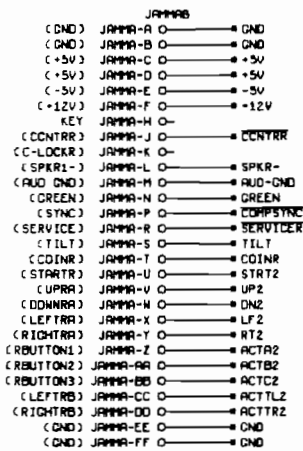 JAMMAB
(GND) JAMMA-A GND
(GND) JAMMA-B GND
(+5V) JAMMA-C +5V
(+5V) JAMMA-D +5V
(-5V) JAMMA-E -5V
(+12V) JAMMA-F +12V
KEY JAMMA-H
(CCNTRR) JAMMA-J CCNTRR
(C-LOCKR) JAMMA-K
(SPKR1-) JAMMA-L SPKR-
(AUD GND) JAMMA-M AUD-GND
(GREEN) JAMMA-N GREEN
(SYNC) JAMMA-P COMPSYNC
(SERVICE) JAMMA-R SERVICER
(TILT) JAMMA-S TILT
(COINR) JAMMA-T COINR
(STARTR) JAMMA-U STRT2
(UPRA) JAMMA-V UP2
(DOWNRA) JAMMA-W DN2
(LEFTRA) JAMMA-X LF2
(RIGHTRA) JAMMA-Y RT2
(RBUTTON1) JAMMA-Z ACTA2
(RBUTTON2) JAMMA-AA ACTB2
(RBUTTON3) JAMMA-BB ACTC2
(LEFTRB) JAMMA-CC ACTTL2
(RIGHTRB) JAMMA-DD ACTTR2
(GND) JAMMA-EE GND
(GND) JAMMA-FF GND